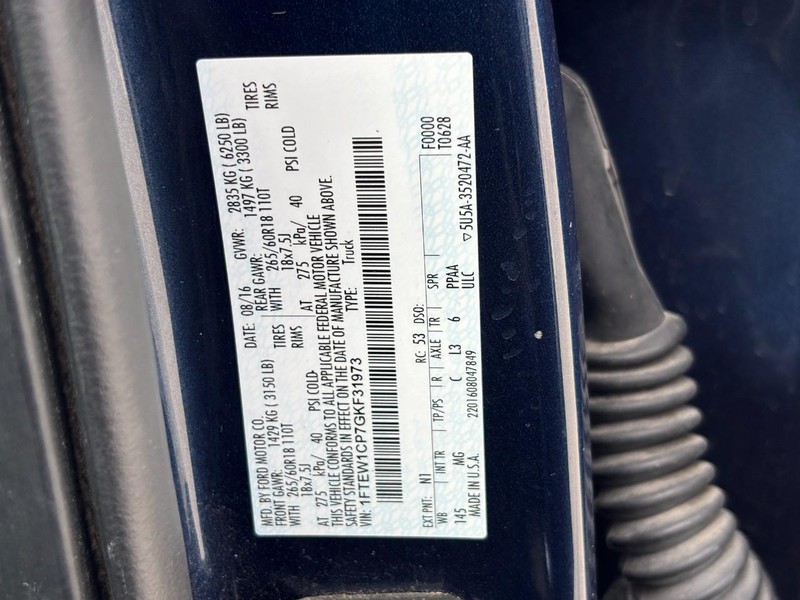 MFD. BY FORD MOTOR CO. DATE: 08/16 GVWR: 2835 KG ( 6250 LB)
FRONT GAWR: 1429 KG ( 3150 LB) REAR GAWR: 1497 KG ( 3300 LB)
WITH 265/60R18 110T TIRES WITH 265/60R18 110T TIRES
18x7.5J RIMS 18x7.5J RIMS
AT 275 kPa/ 40 PSI COLD AT 275 kPa/ 40 PSI COLD
THIS VEHICLE CONFORMS TO ALL APPLICABLE FEDERAL MOTOR VEHICLE
SAFETY STANDARDS IN EFFECT ON THE DATE OF MANUFACTURE SHOWN ABOVE.
VIN: 1FTEW1CP7GKF31973 TYPE: Truck
EXT PNT: N1 RC: 53 DSO: F0000
WB INT TR TP/PS R AXLE TR SPR T0628
145 MG C L3 6 PPAA
MADE IN U.S.A. 2201608047849 ULC ▽5U5A-3520472-AA